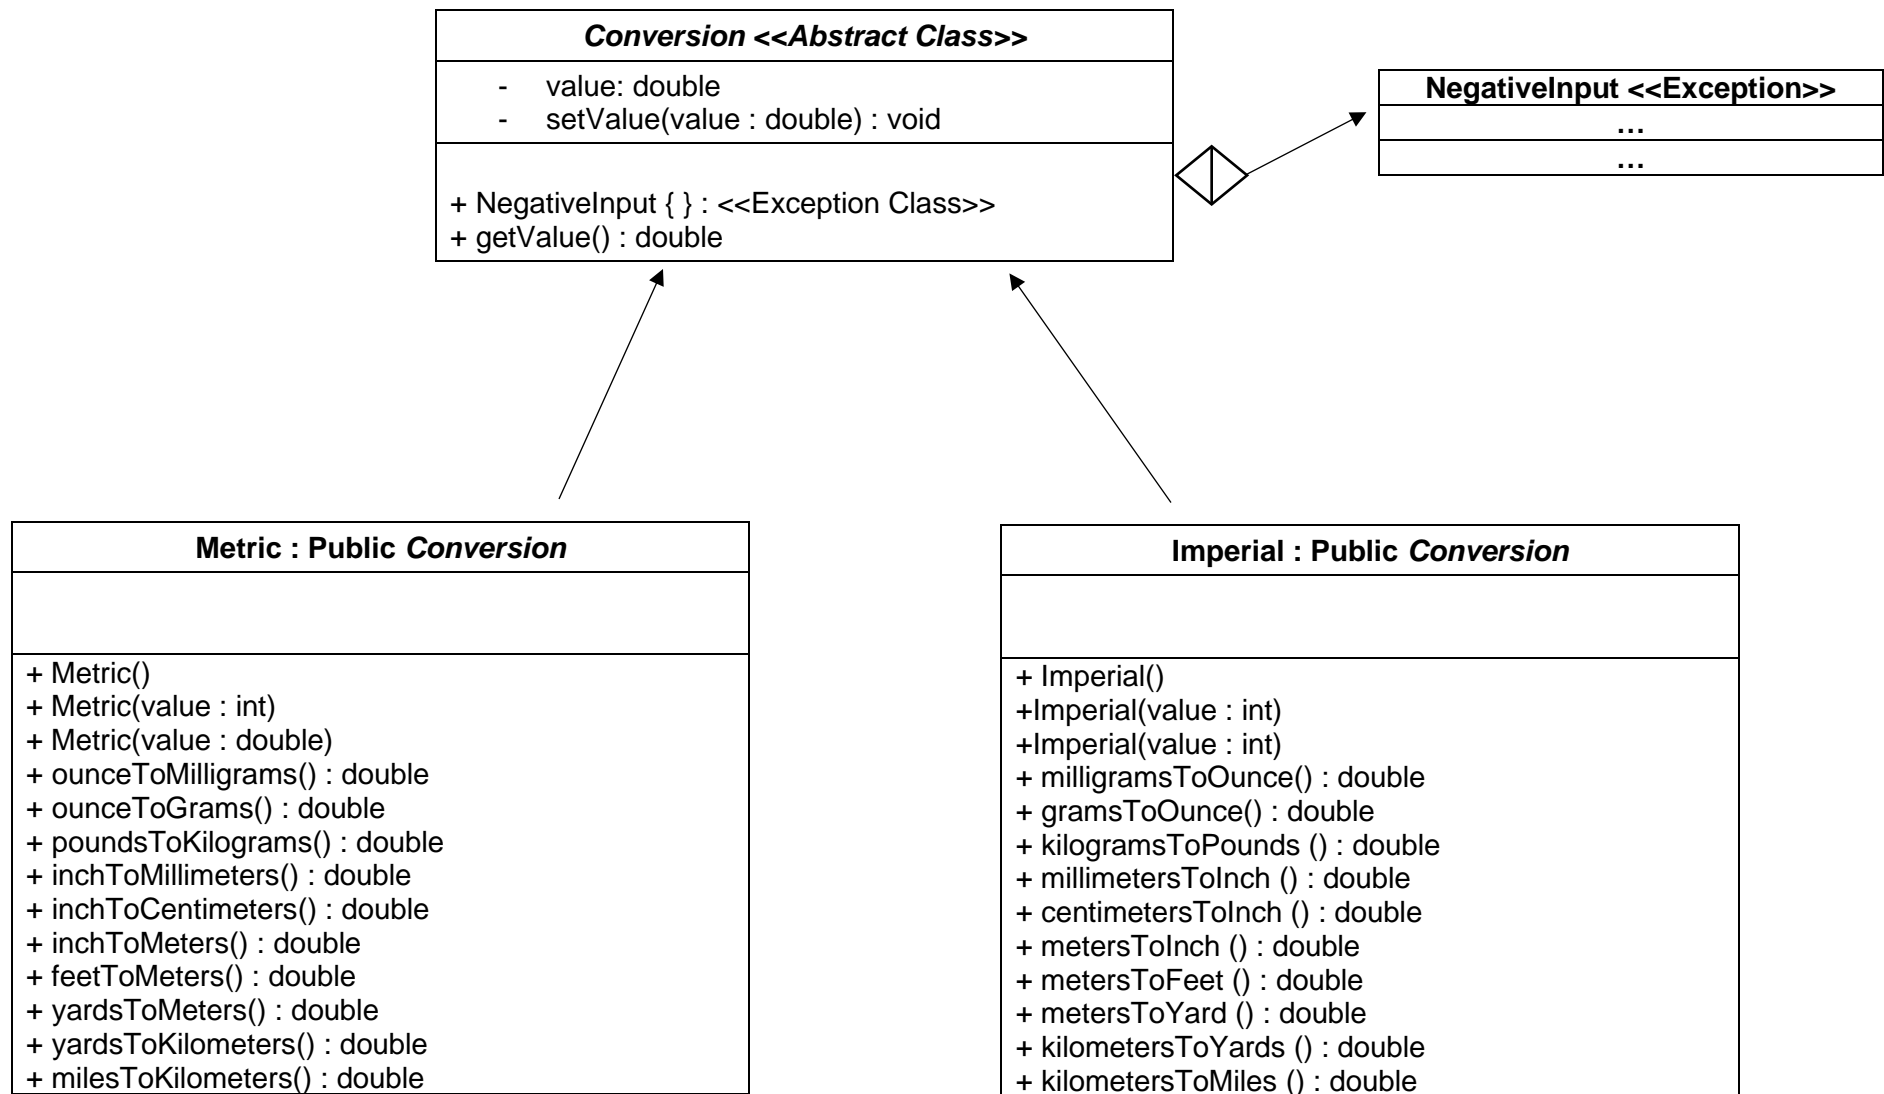 Conversion <<Abstract Class>>
- value: double
- setValue(value : double) : void
+ NegativeInput { } : <<Exception Class>>
+ getValue() : double
NegativeInput <<Exception>>
...
...
Metric : Public Conversion
+ Metric()
+ Metric(value : int)
+ Metric(value : double)
+ ounceToMilligrams() : double
+ ounceToGrams() : double
+ poundsToKilograms() : double
+ inchToMillimeters() : double
+ inchToCentimeters() : double
+ inchToMeters() : double
+ feetToMeters() : double
+ yardsToMeters() : double
+ yardsToKilometers() : double
+ milesToKilometers() : double
Imperial : Public Conversion
+ Imperial()
+Imperial(value : int)
+Imperial(value : int)
+ milligramsToOunce() : double
+ gramsToOunce() : double
+ kilogramsToPounds () : double
+ millimetersToInch () : double
+ centimetersToInch () : double
+ metersToInch () : double
+ metersToFeet () : double
+ metersToYard () : double
+ kilometersToYards () : double
+ kilometersToMiles () : double